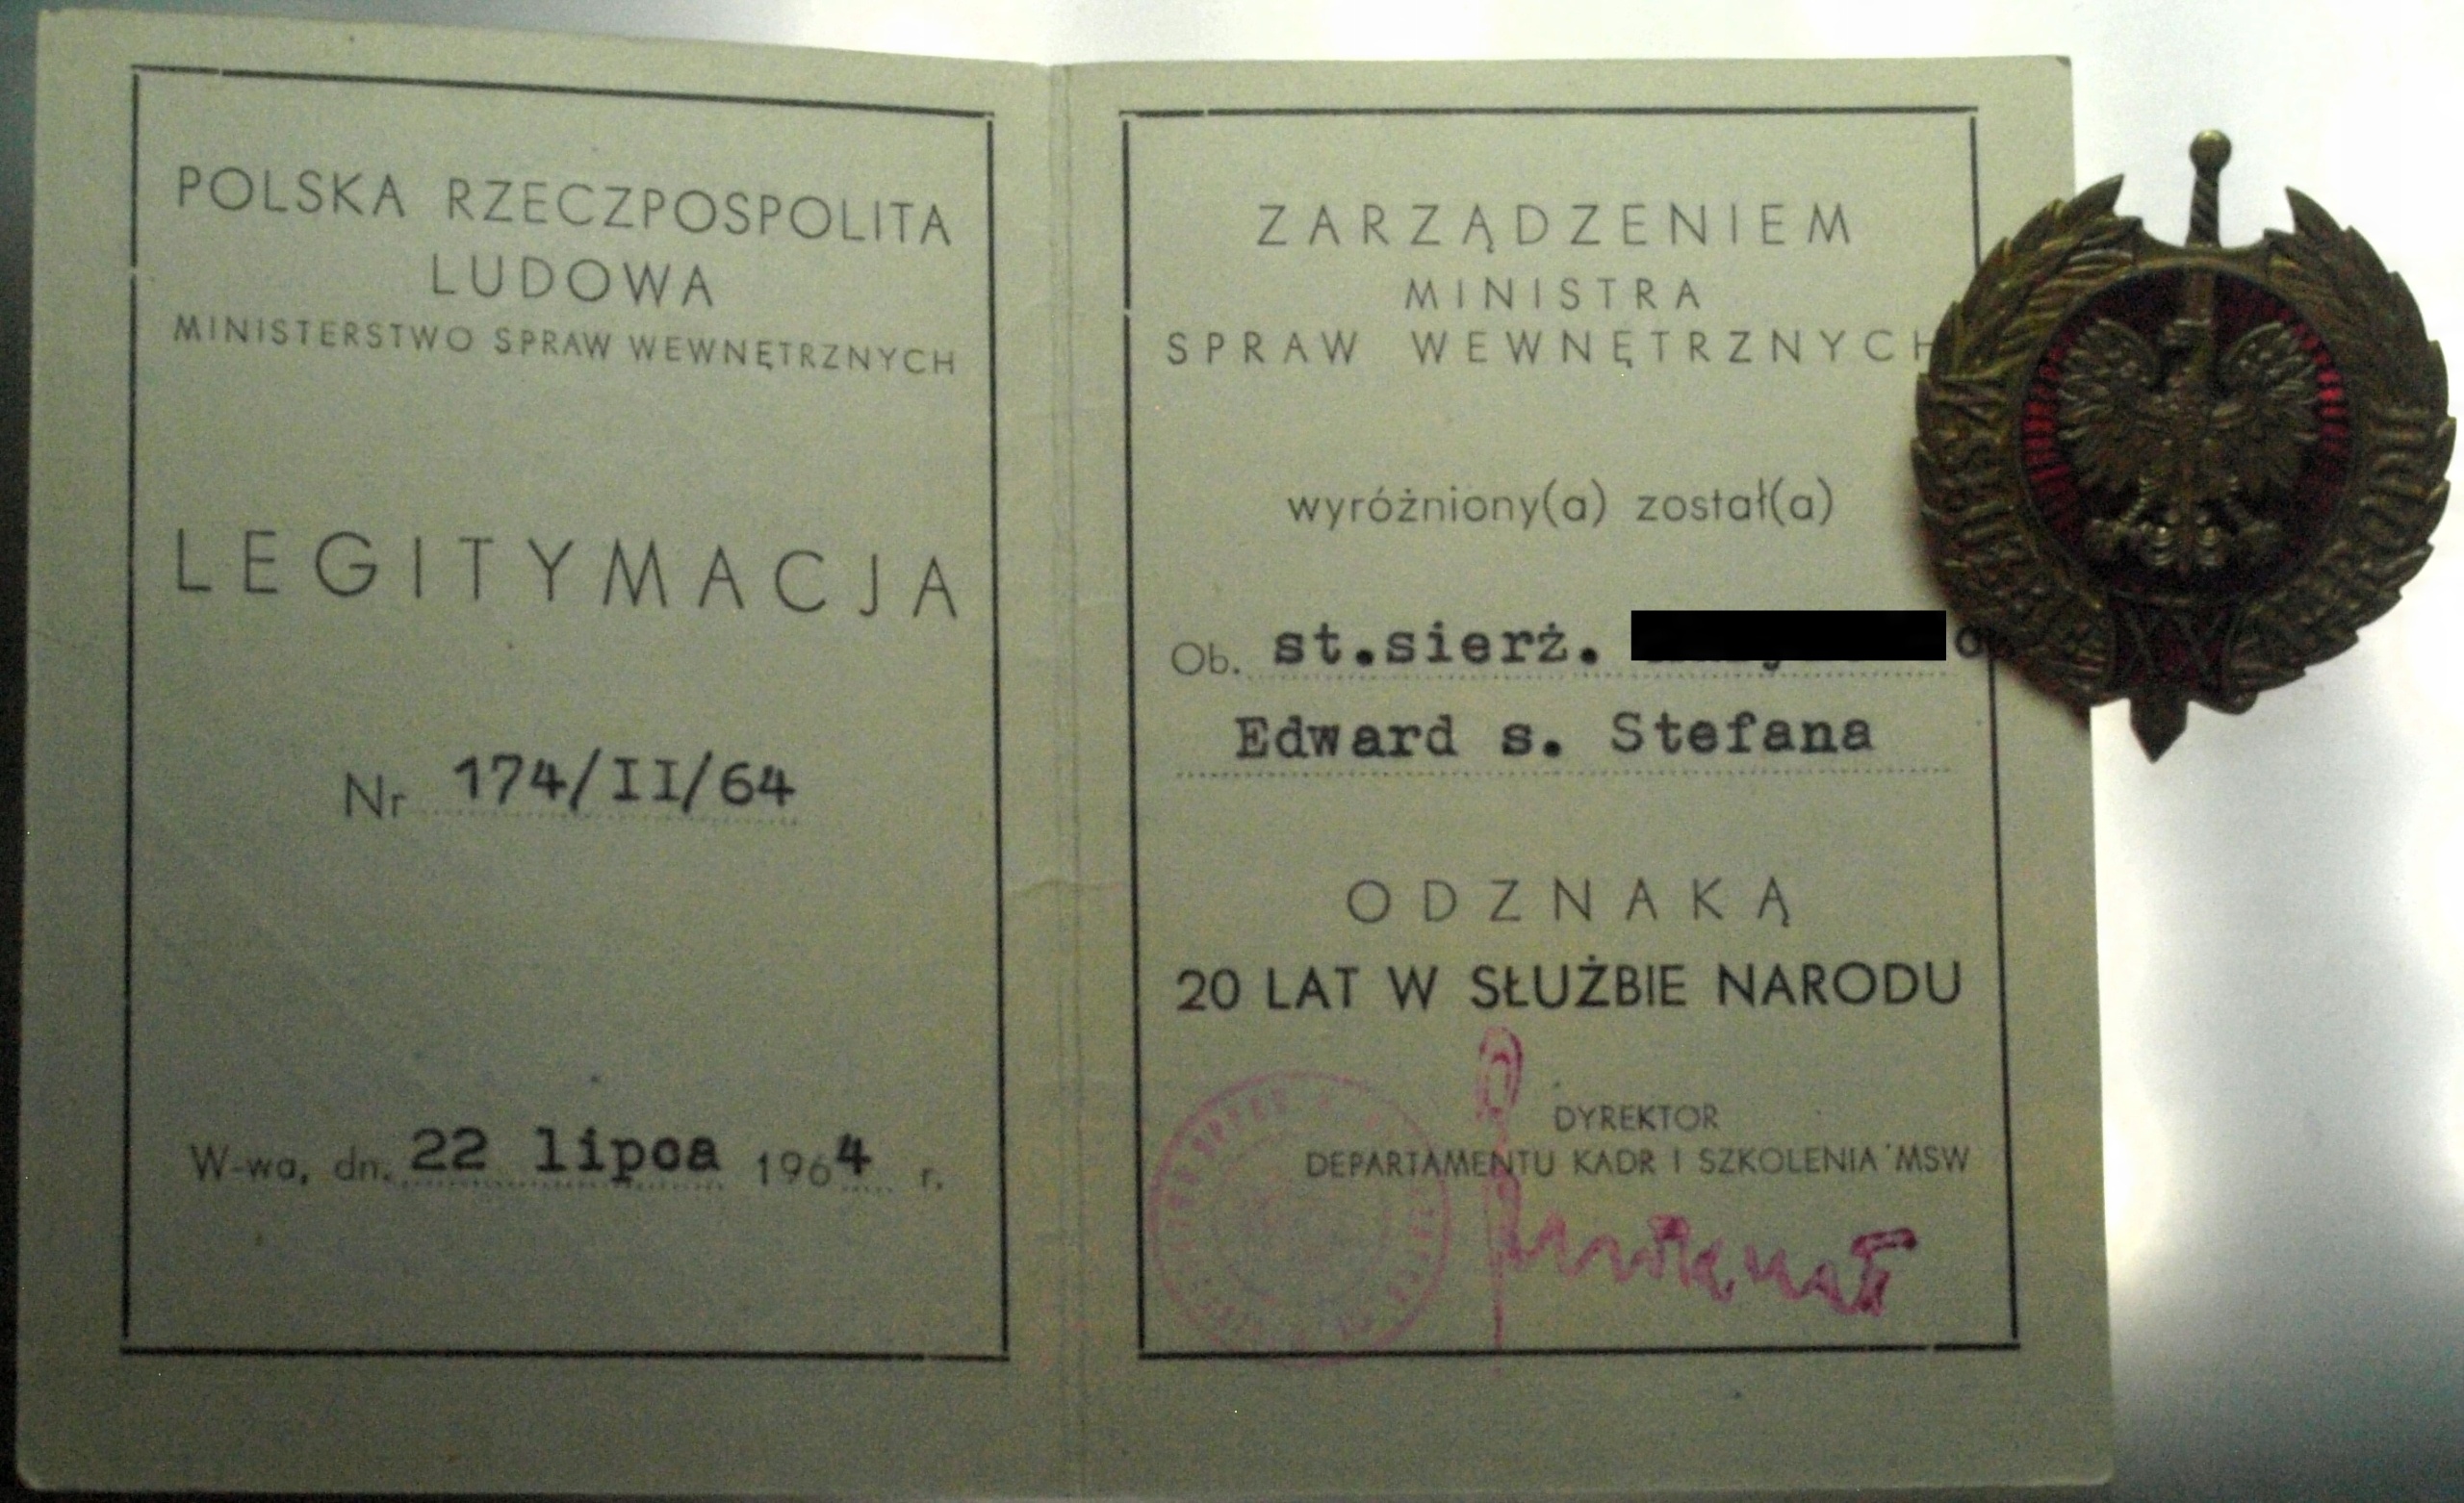 POLSKA RZECZPOSPOLITA
LUDOWA
MINISTERSTWO SPRAW WEWNĘTRZNYCH
LEGITYMACJA
Nr 174/II/64
W-wa, dn. 22 lipca 1964 r.
ZARZĄDZENIEM
MINISTRA
SPRAW WEWNĘTRZNYCH
wyróżniony(a) został(a)
Ob. st.sierż.
Edward s. Stefana
ODZNAKĄ
20 LAT W SŁUŻBIE NARODU
DYREKTOR
DEPARTAMENTU KADR I SZKOLENIA MSW
XX